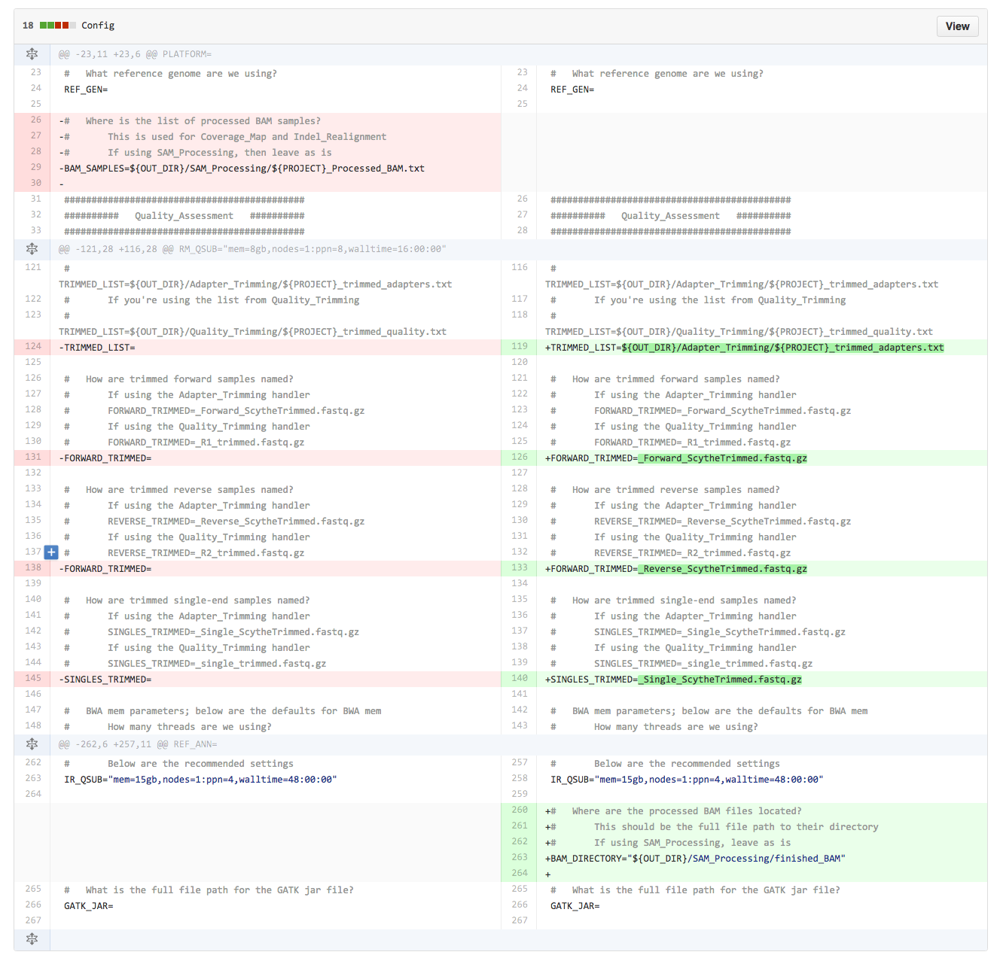 18 Config View
@@ -23,11 +23,6 @@ PLATFORM=
23 #   What reference genome are we using? 23 #   What reference genome are we using?
24 REF_GEN= 24 REF_GEN=
25 25
26 -#   Where is the list of processed BAM samples?
27 -#       This is used for Coverage_Map and Indel_Realignment
28 -#       If using SAM_Processing, then leave as is
29 -BAM_SAMPLES=${OUT_DIR}/SAM_Processing/${PROJECT}_Processed_BAM.txt
30 -
31 ############################################ 26 ############################################
32 ##########   Quality_Assessment   ########## 27 ##########   Quality_Assessment   ##########
33 ############################################ 28 ############################################
@@ -121,28 +116,28 @@ RM_QSUB="mem=8gb,nodes=1:ppn=8,walltime=16:00:00"
121 # 116 #
TRIMMED_LIST=${OUT_DIR}/Adapter_Trimming/${PROJECT}_trimmed_adapters.txt TRIMMED_LIST=${OUT_DIR}/Adapter_Trimming/${PROJECT}_trimmed_adapters.txt
122 #       If you're using the list from Quality_Trimming 117 #       If you're using the list from Quality_Trimming
123 # 118 #
TRIMMED_LIST=${OUT_DIR}/Quality_Trimming/${PROJECT}_trimmed_quality.txt TRIMMED_LIST=${OUT_DIR}/Quality_Trimming/${PROJECT}_trimmed_quality.txt
124 -TRIMMED_LIST= 119 +TRIMMED_LIST=${OUT_DIR}/Adapter_Trimming/${PROJECT}_trimmed_adapters.txt
125 120
126 #   How are trimmed forward samples named? 121 #   How are trimmed forward samples named?
127 #       If using the Adapter_Trimming handler 122 #       If using the Adapter_Trimming handler
128 #       FORWARD_TRIMMED=_Forward_ScytheTrimmed.fastq.gz 123 #       FORWARD_TRIMMED=_Forward_ScytheTrimmed.fastq.gz
129 #       If using the Quality_Trimming handler 124 #       If using the Quality_Trimming handler
130 #       FORWARD_TRIMMED=_R1_trimmed.fastq.gz 125 #       FORWARD_TRIMMED=_R1_trimmed.fastq.gz
131 -FORWARD_TRIMMED= 126 +FORWARD_TRIMMED=_Forward_ScytheTrimmed.fastq.gz
132 127
133 #   How are trimmed reverse samples named? 128 #   How are trimmed reverse samples named?
134 #       If using the Adapter_Trimming handler 129 #       If using the Adapter_Trimming handler
135 #       REVERSE_TRIMMED=_Reverse_ScytheTrimmed.fastq.gz 130 #       REVERSE_TRIMMED=_Reverse_ScytheTrimmed.fastq.gz
136 #       If using the Quality_Trimming handler 131 #       If using the Quality_Trimming handler
137 + #       REVERSE_TRIMMED=_R2_trimmed.fastq.gz 132 #       REVERSE_TRIMMED=_R2_trimmed.fastq.gz
138 -FORWARD_TRIMMED= 133 +FORWARD_TRIMMED=_Reverse_ScytheTrimmed.fastq.gz
139 134
140 #   How are trimmed single-end samples named? 135 #   How are trimmed single-end samples named?
141 #       If using the Adapter_Trimming handler 136 #       If using the Adapter_Trimming handler
142 #       SINGLES_TRIMMED=_Single_ScytheTrimmed.fastq.gz 137 #       SINGLES_TRIMMED=_Single_ScytheTrimmed.fastq.gz
143 #       If using the Quality_Trimming handler 138 #       If using the Quality_Trimming handler
144 #       SINGLES_TRIMMED=_single_trimmed.fastq.gz 139 #       SINGLES_TRIMMED=_single_trimmed.fastq.gz
145 -SINGLES_TRIMMED= 140 +SINGLES_TRIMMED=_Single_ScytheTrimmed.fastq.gz
146 141
147 #   BWA mem parameters; below are the defaults for BWA mem 142 #   BWA mem parameters; below are the defaults for BWA mem
148 #       How many threads are we using? 143 #       How many threads are we using?
@@ -262,6 +257,11 @@ REF_ANN=
262 #       Below are the recommended settings 257 #       Below are the recommended settings
263 IR_QSUB="mem=15gb,nodes=1:ppn=4,walltime=48:00:00" 258 IR_QSUB="mem=15gb,nodes=1:ppn=4,walltime=48:00:00"
264 259
260 +#   Where are the processed BAM files located?
261 +#       This should be the full file path to their directory
262 +#       If using SAM_Processing, leave as is
263 +BAM_DIRECTORY="${OUT_DIR}/SAM_Processing/finished_BAM"
264 +
265 #   What is the full file path for the GATK jar file? 265 #   What is the full file path for the GATK jar file?
266 GATK_JAR= 266 GATK_JAR=
267 267